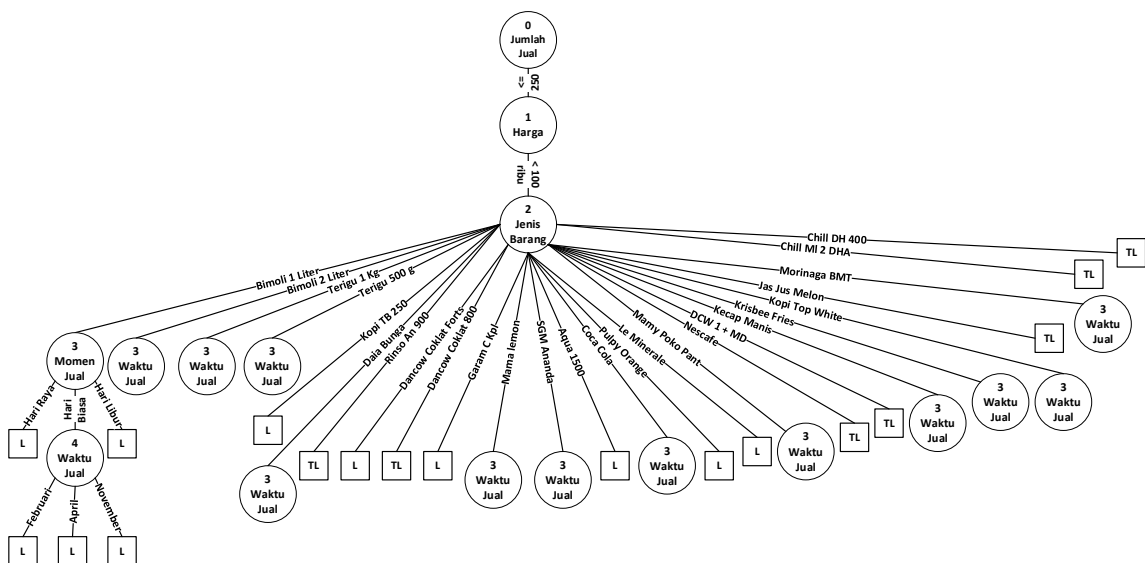 0
Jumlah
Jual
<=
250
1
Harga
< 100
ribu
2
Jenis
Barang
Bimoli 1 Liter
Bimoli 2 Liter
Terigu 1 Kg
Terigu 500 g
Kopi TB 250
Daia Bunga
Rinso An 900
Dancow Coklat Forts
Dancow Coklat 800
Garam C Kpl
Mama lemon
SGM Ananda
Aqua 1500
Coca Cola
Pulpy Orange
Le Minerale
Mamy Poko Pant
Nescafe
DCW 1 + MD
Kecap Manis
Krisbee Fries
Kopi Top White
Jas Jus Melon
Morinaga BMT
Chill Ml 2 DHA
Chill DH 400
3
Momen
Jual
3
Waktu
Jual
3
Waktu
Jual
3
Waktu
Jual
L
3
Waktu
Jual
TL
L
TL
L
3
Waktu
Jual
3
Waktu
Jual
L
3
Waktu
Jual
L
L
3
Waktu
Jual
TL
TL
3
Waktu
Jual
3
Waktu
Jual
3
Waktu
Jual
TL
3
Waktu
Jual
TL
TL
Hari Raya
Hari
Biasa
Hari Libur
L
4
Waktu
Jual
L
Februari
April
November
L
L
L